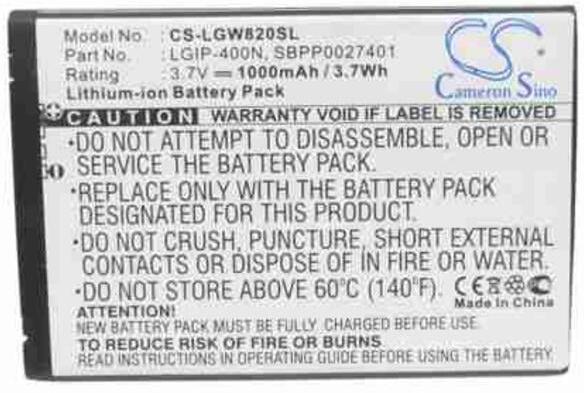 Model No. : CS-LGW820SL
Part No. : LGIP-400N, SBPP0027401
Rating : 3.7V ⎓ 1000mAh / 3.7Wh
Lithium-ion Battery Pack
CS
Cameron Sino
CAUTION WARRANTY VOID IF LABEL IS REMOVED
·DO NOT ATTEMPT TO DISASSEMBLE, OPEN OR
SERVICE THE BATTERY PACK.
·REPLACE ONLY WITH THE BATTERY PACK
DESIGNATED FOR THIS PRODUCT.
·DO NOT CRUSH, PUNCTURE, SHORT EXTERNAL
CONTACTS OR DISPOSE OF IN FIRE OR WATER.
·DO NOT STORE ABOVE 60°C (140°F). CE
Made In China
ATTENTION!
NEW BATTERY PACK MUST BE FULLY CHARGED BEFORE USING
TO REDUCE RISK OF FIRE OR BURNS
READ INSTRUCTIONS IN OPERATING GUIDE BEFORE USING THE BATTERY